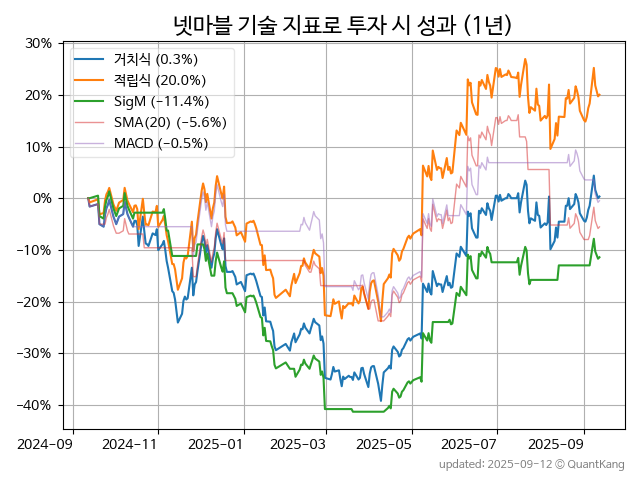 넷마블 기술 지표로 투자 시 성과 (1년)
30%
20%
10%
0%
−10%
−20%
−30%
−40%
거치식 (0.3%)
적립식 (20.0%)
SigM (−11.4%)
SMA(20) (−5.6%)
MACD (−0.5%)
2024-09
2024-11
2025-01
2025-03
2025-05
2025-07
2025-09
updated: 2025-09-12 © QuantKang